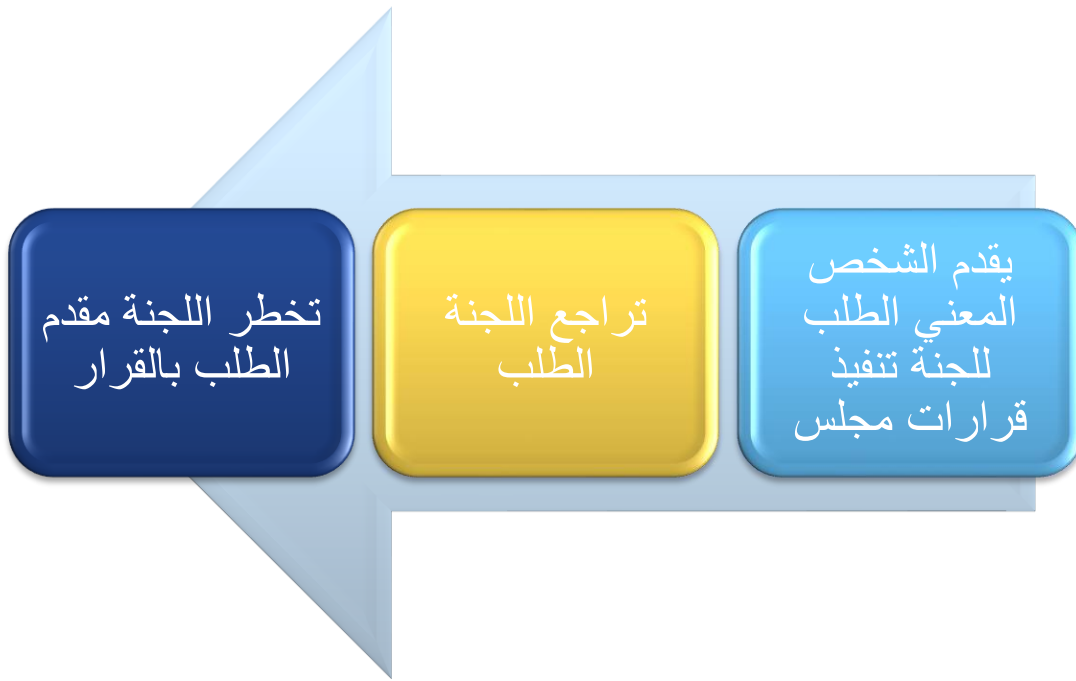 يقدم الشخص
المعني الطلب
للجنة تنفيذ
قرارات مجلس
تراجع اللجنة
الطلب
تخطر اللجنة مقدم
الطلب بالقرار